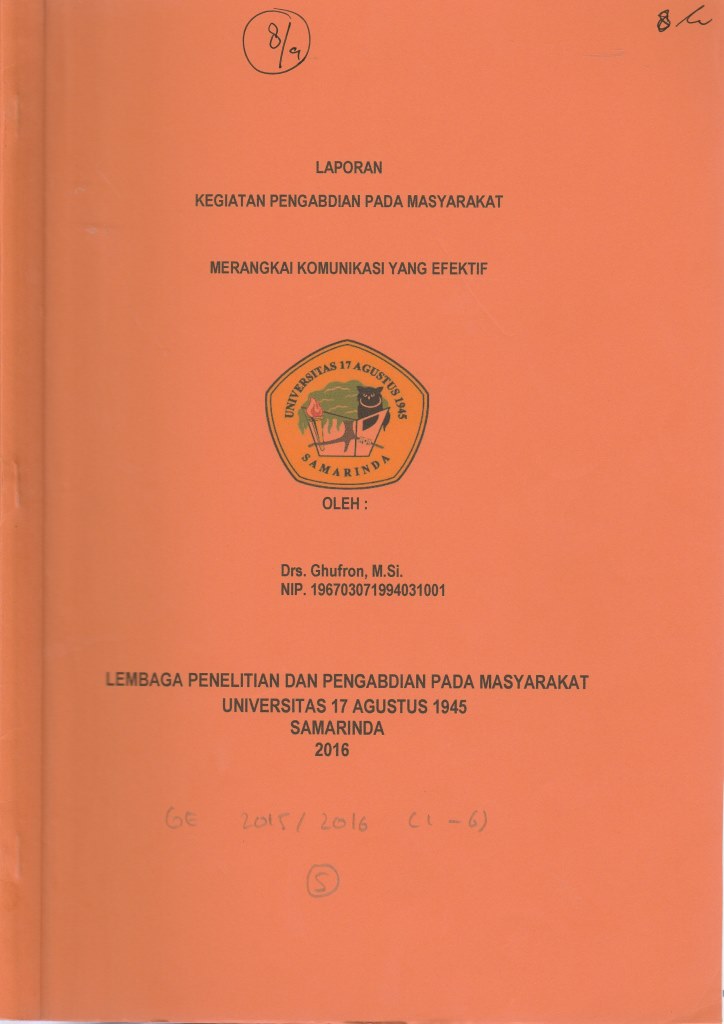 8/9
LAPORAN
KEGIATAN PENGABDIAN PADA MASYARAKAT
MERANGKAI KOMUNIKASI YANG EFEKTIF
UNIVERSITAS 17 AGUSTUS 1945
SAMARINDA
OLEH :
Drs. Ghufron, M.Si.
NIP. 196703071994031001
LEMBAGA PENELITIAN DAN PENGABDIAN PADA MASYARAKAT
UNIVERSITAS 17 AGUSTUS 1945
SAMARINDA
2016
GE 2015/2016 (1-6)
5